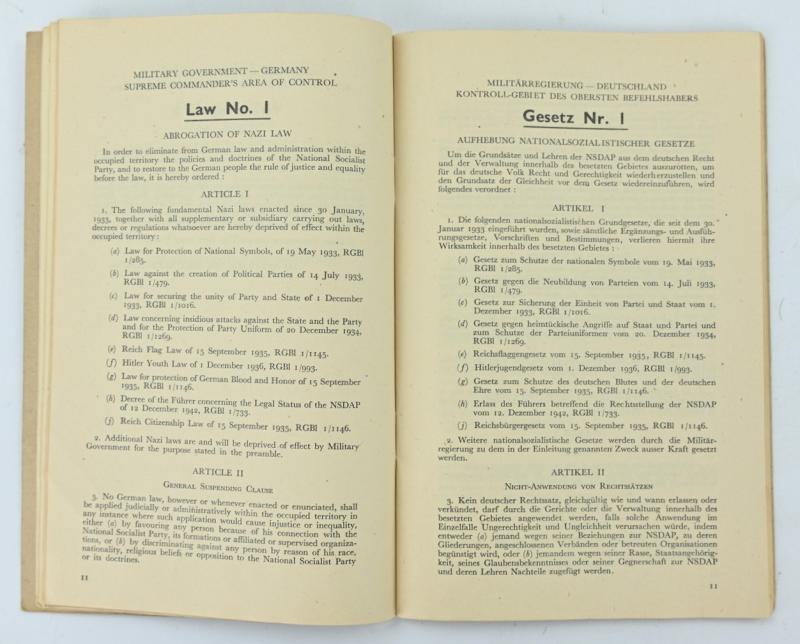 MILITARY GOVERNMENT — GERMANY
SUPREME COMMANDER'S AREA OF CONTROL
Law No. 1
ABROGATION OF NAZI LAW
In order to eliminate from German law and administration within the
occupied territory the policies and doctrines of the National Socialist
Party, and to restore to the German people the rule of justice and equality
before the law, it is hereby ordered :
ARTICLE I
1. The following fundamental Nazi laws enacted since 30 January,
1933, together with all supplementary or subsidiary carrying out laws,
decrees or regulations whatsoever are hereby deprived of effect within the
occupied territory :
(a) Law for Protection of National Symbols, of 19 May 1933, RGBl
1/285.
(b) Law against the creation of Political Parties of 14 July 1933,
RGBl 1/479.
(c) Law for securing the unity of Party and State of 1 December
1933, RGBl 1/1016.
(d) Law concerning insidious attacks against the State and the Party
and for the Protection of Party Uniform of 20 December 1934,
RGBl 1/1269.
(e) Reich Flag Law of 15 September 1935, RGBl 1/1145.
(f) Hitler Youth Law of 1 December 1936, RGBl 1/993.
(g) Law for protection of German Blood and Honor of 15 September
1935, RGBl 1/1146.
(h) Decree of the Führer concerning the Legal Status of the NSDAP
of 12 December 1942, RGBl 1/733.
(j) Reich Citizenship Law of 15 September 1935, RGBl 1/1146.
2. Additional Nazi laws are and will be deprived of effect by Military
Government for the purpose stated in the preamble.
ARTICLE II
GENERAL SUSPENDING CLAUSE
3. No German law, however or whenever enacted or enunciated, shall
be applied judicially or administratively within the occupied territory in
any instance where such application would cause injustice or inequality,
either (a) by favouring any person because of his connection with the
National Socialist Party, its formations or affiliated or supervised organiza-
tions, or (b) by discriminating against any person by reason of his race,
nationality, religious beliefs or opposition to the National Socialist Party
or its doctrines.
11
MILITÄRREGIERUNG — DEUTSCHLAND
KONTROLL-GEBIET DES OBERSTEN BEFEHLSHABERS
Gesetz Nr. 1
AUFHEBUNG NATIONALSOZIALISTISCHER GESETZE
Um die Grundsätze und Lehren der NSDAP aus dem deutschen Recht
und der Verwaltung innerhalb des besetzten Gebietes auszurotten, um
für das deutsche Volk Recht und Gerechtigkeit wiederherzustellen und
den Grundsatz der Gleichheit vor dem Gesetz wiedereinzuführen, wird
folgendes verordnet :
ARTIKEL I
1. Die folgenden nationalsozialistischen Grundgesetze, die seit dem 30.
Januar 1933 eingeführt wurden, sowie sämtliche Ergänzungs- und Ausfüh-
rungsgesetze, Vorschriften und Bestimmungen, verlieren hiermit ihre
Wirksamkeit innerhalb des besetzten Gebietes :
(a) Gesetz zum Schutze der nationalen Symbole vom 19. Mai 1933,
RGBl 1/285.
(b) Gesetz gegen die Neubildung von Parteien vom 14. Juli 1933,
RGBl 1/479.
(c) Gesetz zur Sicherung der Einheit von Partei und Staat vom 1.
Dezember 1933, RGBl 1/1016.
(d) Gesetz gegen heimtückische Angriffe auf Staat und Partei und
zum Schutze der Parteiuniformen vom 20. Dezember 1934,
RGBl 1/1269.
(e) Reichsflaggengesetz vom 15. September 1935, RGBl 1/1145.
(f) Hitlerjugendgesetz vom 1. Dezember 1936, RGBl 1/993.
(g) Gesetz zum Schutze des deutschen Blutes und der deutschen
Ehre vom 15. September 1935, RGBl 1/1146.
(h) Erlass des Führers betreffend die Rechtsstellung der NSDAP
vom 12. Dezember 1942, RGBl 1/733.
(j) Reichsbürgergesetz vom 15. September 1935, RGBl 1/1146.
2. Weitere nationalsozialistische Gesetze werden durch die Militär-
regierung zu dem in der Einleitung genannten Zweck ausser Kraft gesetzt
werden.
ARTIKEL II
NICHT-ANWENDUNG VON RECHTSSÄTZEN
3. Kein deutscher Rechtssatz, gleichgültig wie und wann erlassen oder
verkündet, darf durch die Gerichte oder die Verwaltung innerhalb des
besetzten Gebietes angewendet werden, falls solche Anwendung im
Einzelfalle Ungerechtigkeit und Ungleichheit verursachen würde, indem
entweder (a) jemand wegen seiner Beziehungen zur NSDAP, zu deren
Gliederungen, angeschlossenen Verbänden oder betreuten Organisationen
begünstigt wird, oder (b) jemandem wegen seiner Rasse, Staatsangehörig-
keit, seines Glaubensbekenntnisses oder seiner Gegnerschaft zur NSDAP
und deren Lehren Nachteile zugefügt werden.
11